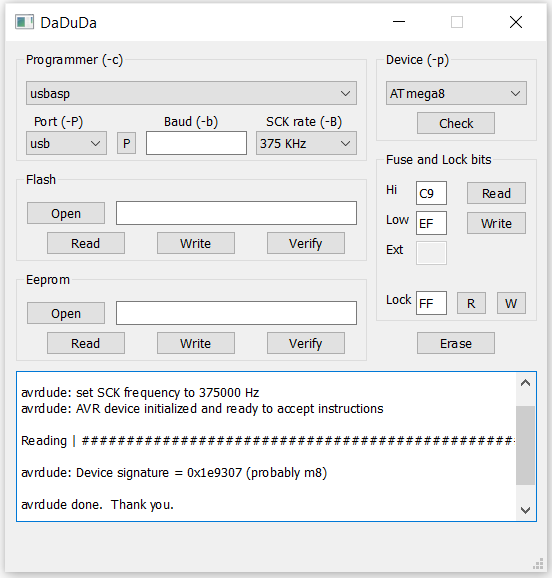 DaDuDa
Programmer (-c)
usbasp
Port (-P) Baud (-b) SCK rate (-B)
usb P 375 KHz
Device (-p)
ATmega8
Check
Flash
Open
Read Write Verify
Eeprom
Open
Read Write Verify
Fuse and Lock bits
Hi C9 Read
Low EF Write
Ext
Lock FF R W
Erase
avrdude: set SCK frequency to 375000 Hz
avrdude: AVR device initialized and ready to accept instructions
Reading | ################################################
avrdude: Device signature = 0x1e9307 (probably m8)
avrdude done.  Thank you.